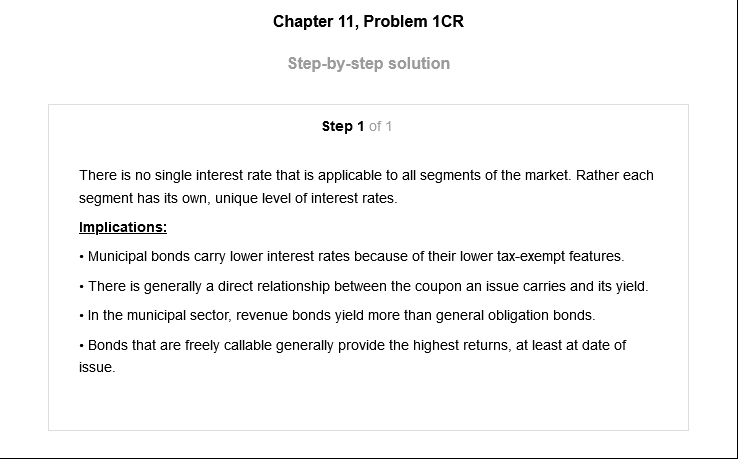 Chapter 11, Problem 1CR
Step-by-step solution
Step 1 of 1
There is no single interest rate that is applicable to all segments of the market. Rather each
segment has its own, unique level of interest rates.
Implications:
• Municipal bonds carry lower interest rates because of their lower tax-exempt features.
• There is generally a direct relationship between the coupon an issue carries and its yield.
• In the municipal sector, revenue bonds yield more than general obligation bonds.
• Bonds that are freely callable generally provide the highest returns, at least at date of
issue.